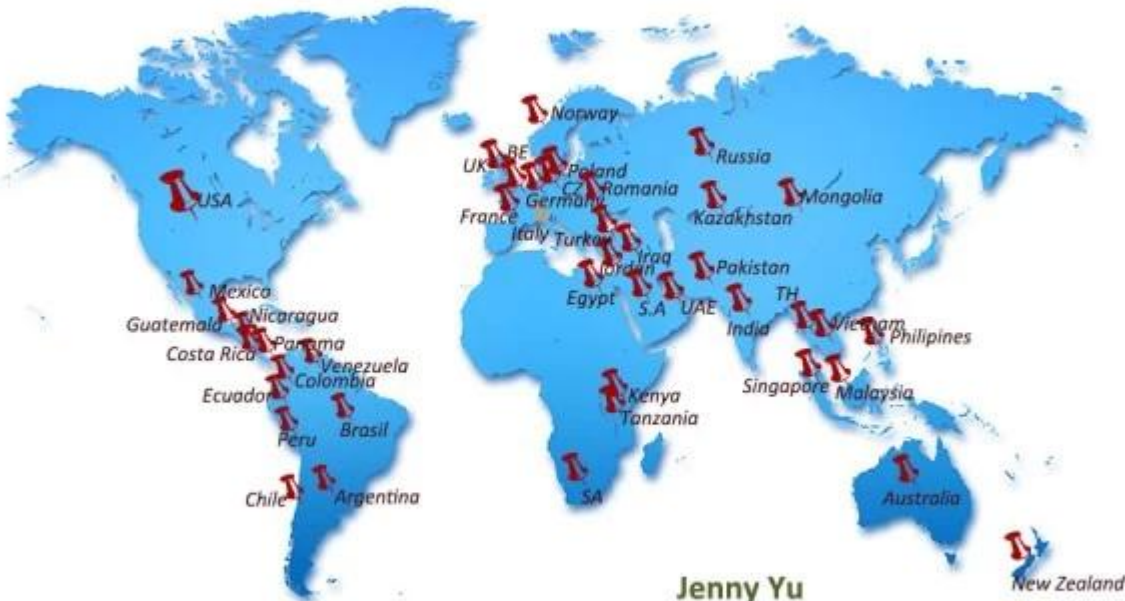 Norway
UK
BE
Poland
Russia
USA
CZ
Romania
Mongolia
Germany
Kazakhstan
France
Italy
Turkey
Iraq
Jordan
Pakistan
Egypt
S.A
UAE
TH
India
Mexico
Nicaragua
Guatemala
Vietnam
Philipines
Costa Rica
Panama
Venezuela
Singapore
Malaysia
Colombia
Ecuador
Kenya
Tanzania
Brasil
Peru
Chile
Argentina
SA
Australia
New Zealand
Jenny Yu